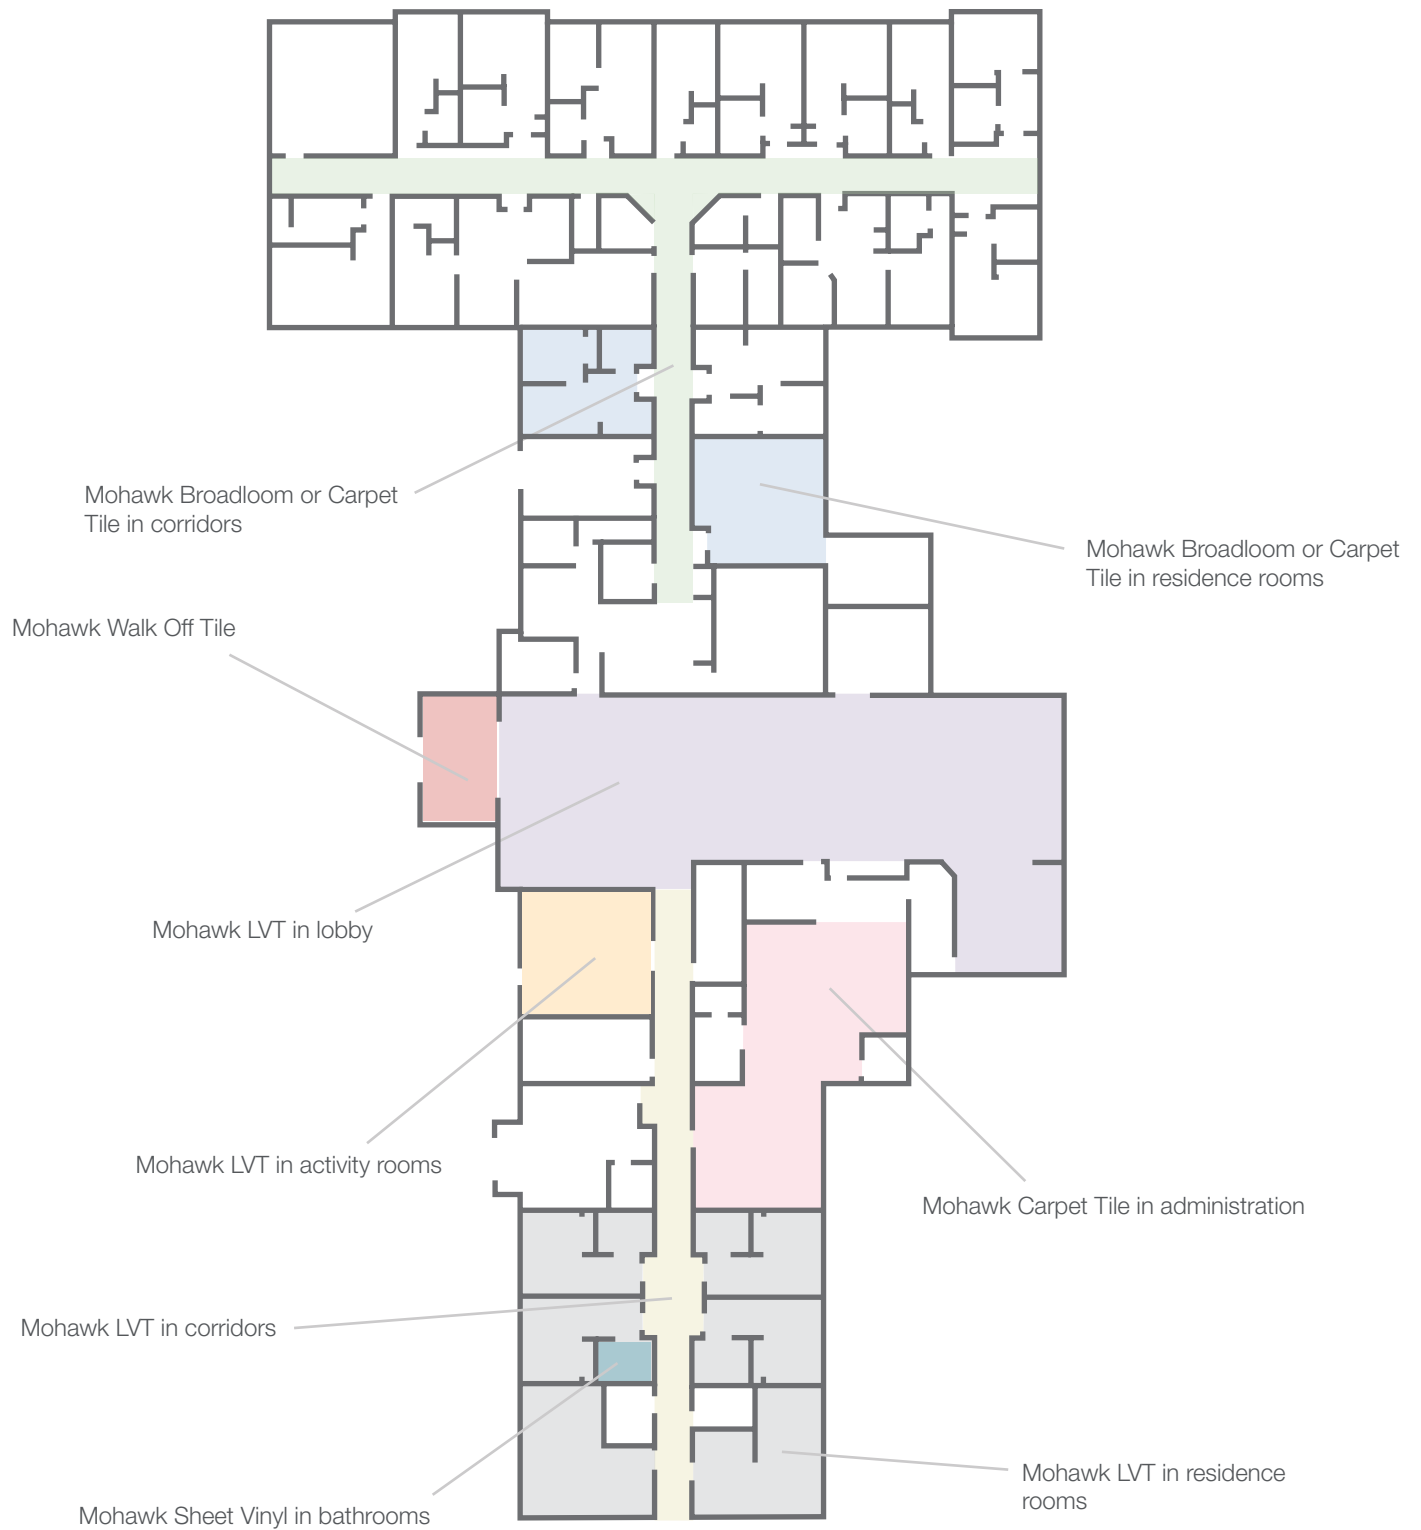 Mohawk Broadloom or Carpet
Tile in corridors
Mohawk Broadloom or Carpet
Tile in residence rooms
Mohawk Walk Off Tile
Mohawk LVT in lobby
Mohawk LVT in activity rooms
Mohawk Carpet Tile in administration
Mohawk LVT in corridors
Mohawk LVT in residence
rooms
Mohawk Sheet Vinyl in bathrooms